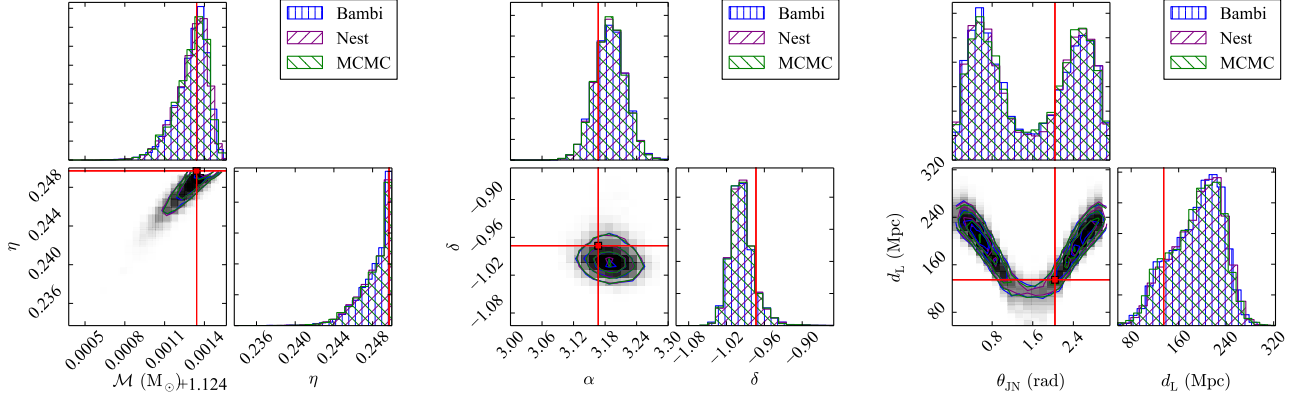 Bambi
Nest
MCMC
η
0.248
0.244
0.240
0.236
0.0005
0.0008
0.0011
0.0014
ℳ (M⊙)
+1.124
0.236
0.240
0.244
0.248
η
Bambi
Nest
MCMC
δ
−0.90
−0.96
−1.02
−1.08
3.00
3.06
3.12
3.18
3.24
3.30
α
−1.08
−1.02
−0.96
−0.90
δ
Bambi
Nest
MCMC
d_L (Mpc)
320
240
160
80
0.8
1.6
2.4
θ_JN (rad)
80
160
240
320
d_L (Mpc)